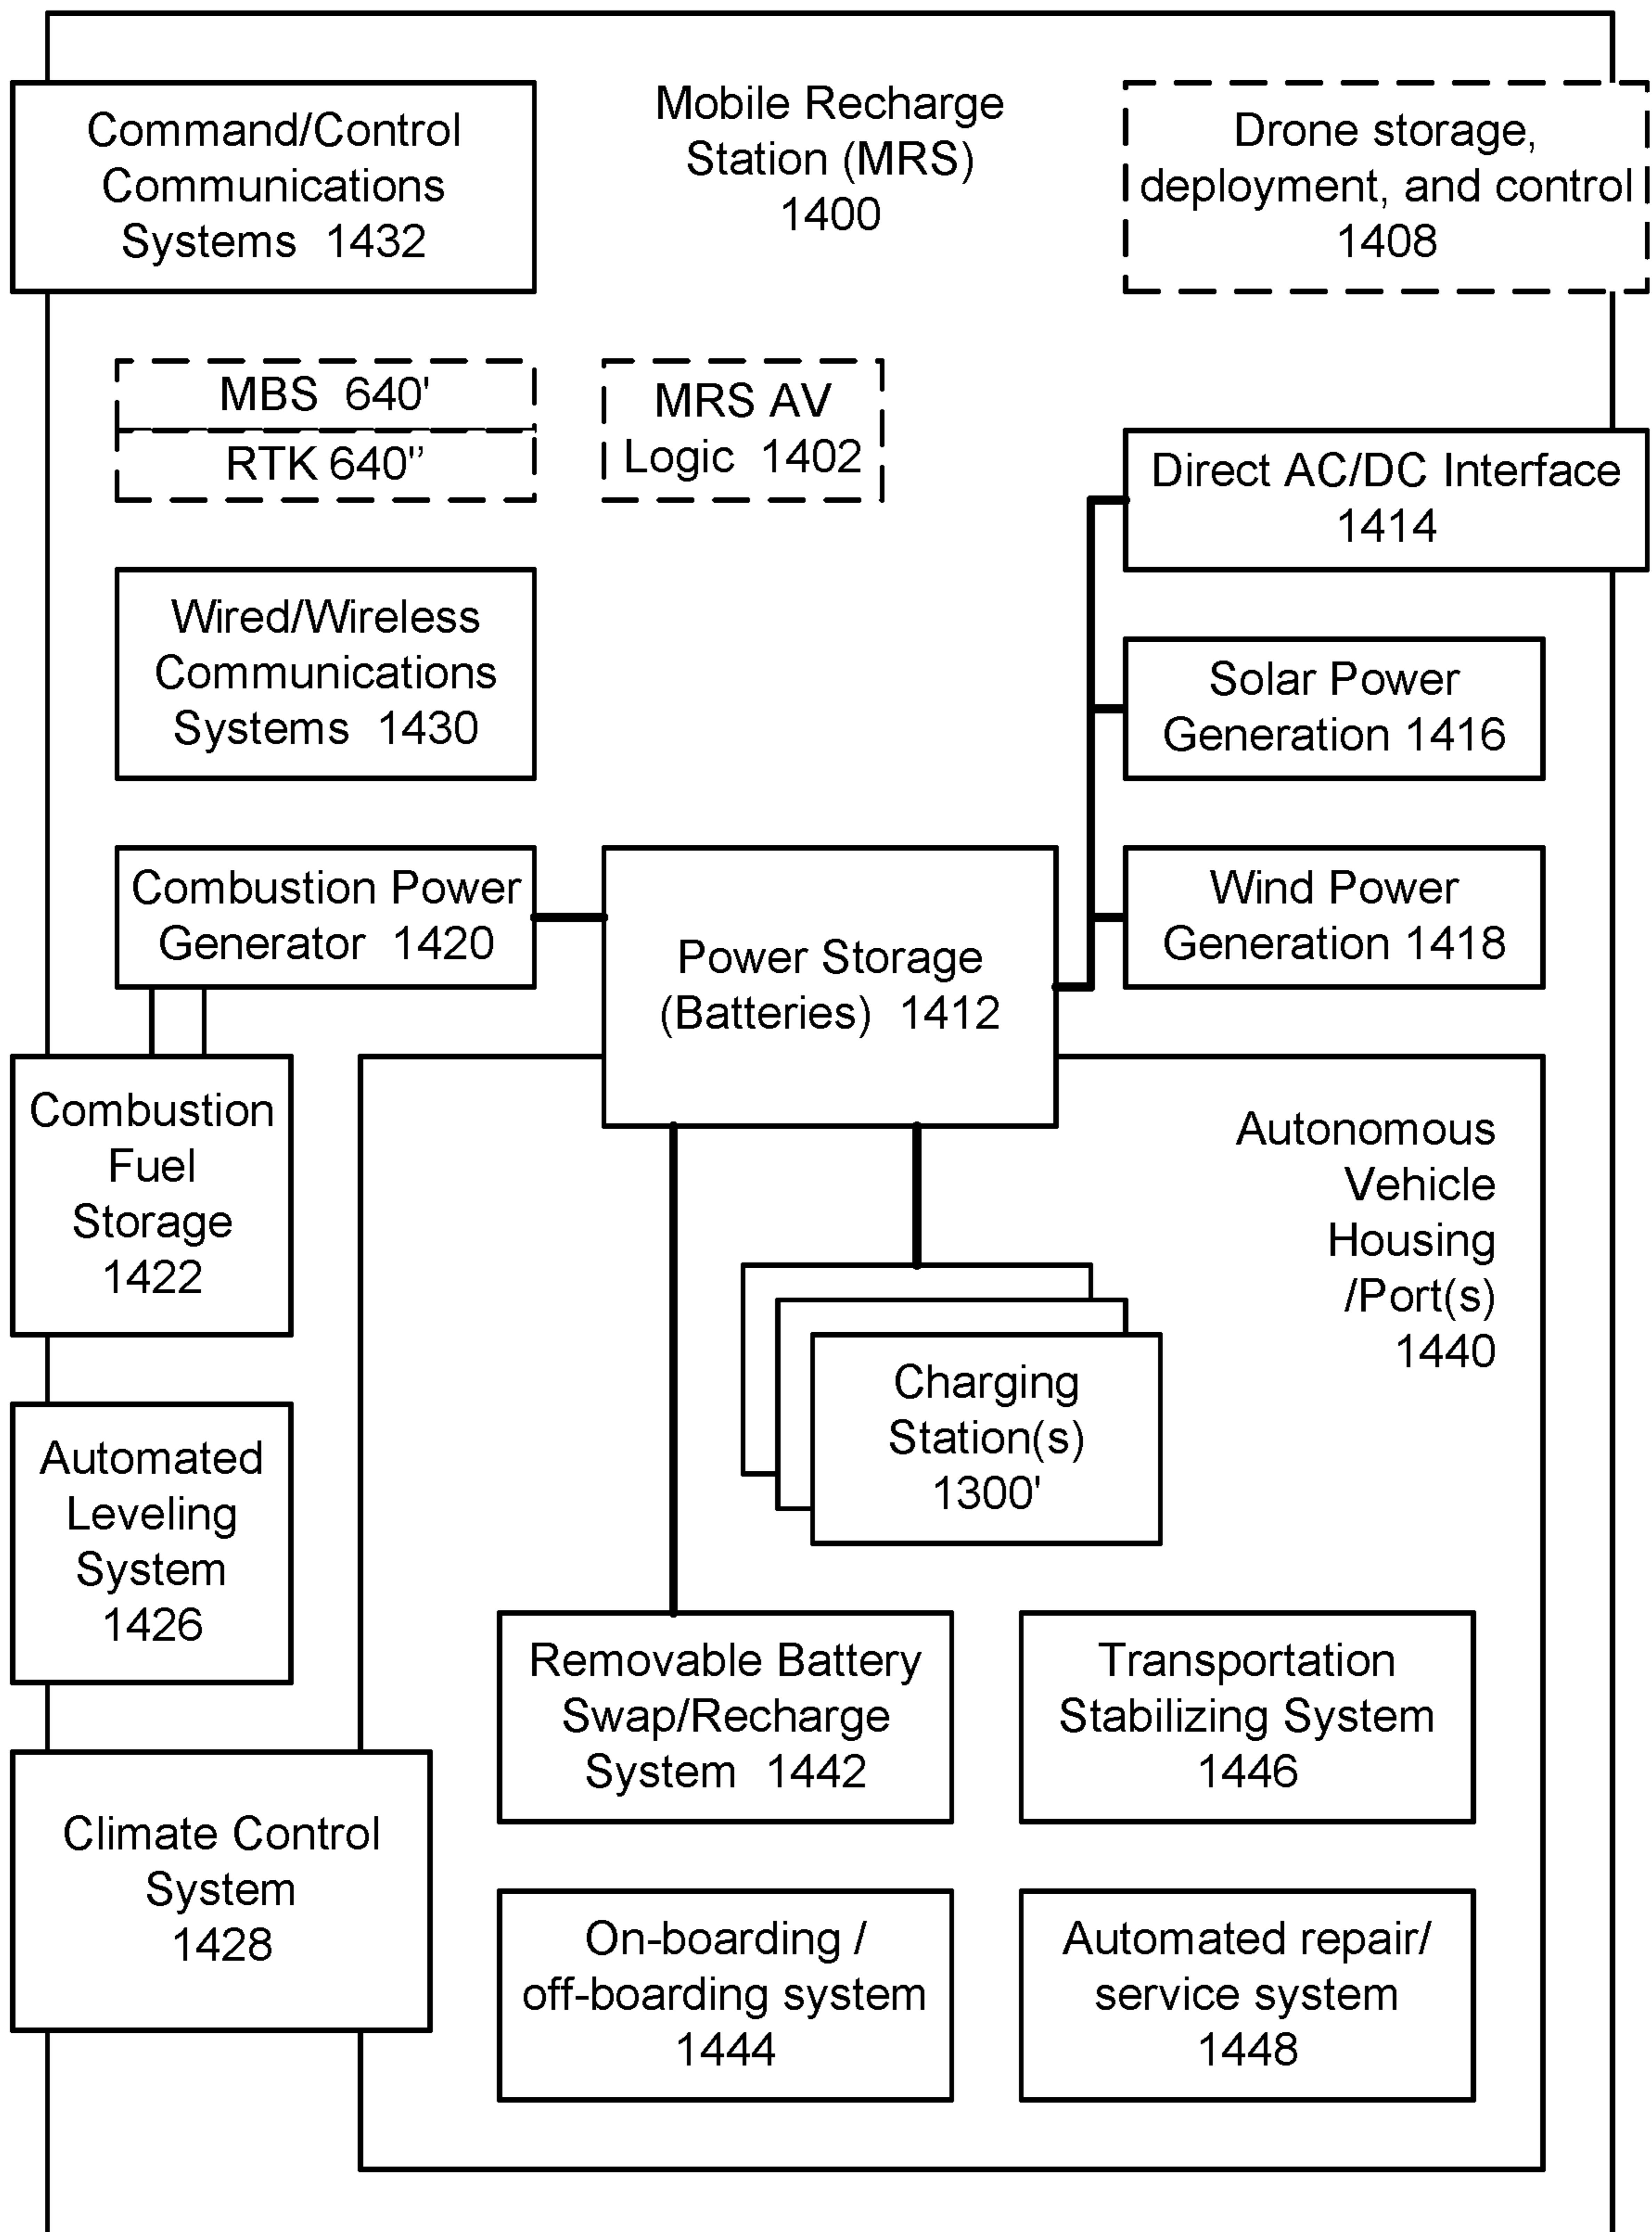 Command/Control
Communications
Systems 1432
Mobile Recharge
Station (MRS)
1400
Drone storage,
deployment, and control
1408
MBS 640'
RTK 640''
MRS AV
Logic 1402
Direct AC/DC Interface
1414
Wired/Wireless
Communications
Systems 1430
Solar Power
Generation 1416
Combustion Power
Generator 1420
Power Storage
(Batteries) 1412
Wind Power
Generation 1418
Combustion
Fuel
Storage
1422
Autonomous
Vehicle
Housing
/Port(s)
1440
Charging
Station(s)
1300'
Automated
Leveling
System
1426
Removable Battery
Swap/Recharge
System 1442
Transportation
Stabilizing System
1446
Climate Control
System
1428
On-boarding /
off-boarding system
1444
Automated repair/
service system
1448